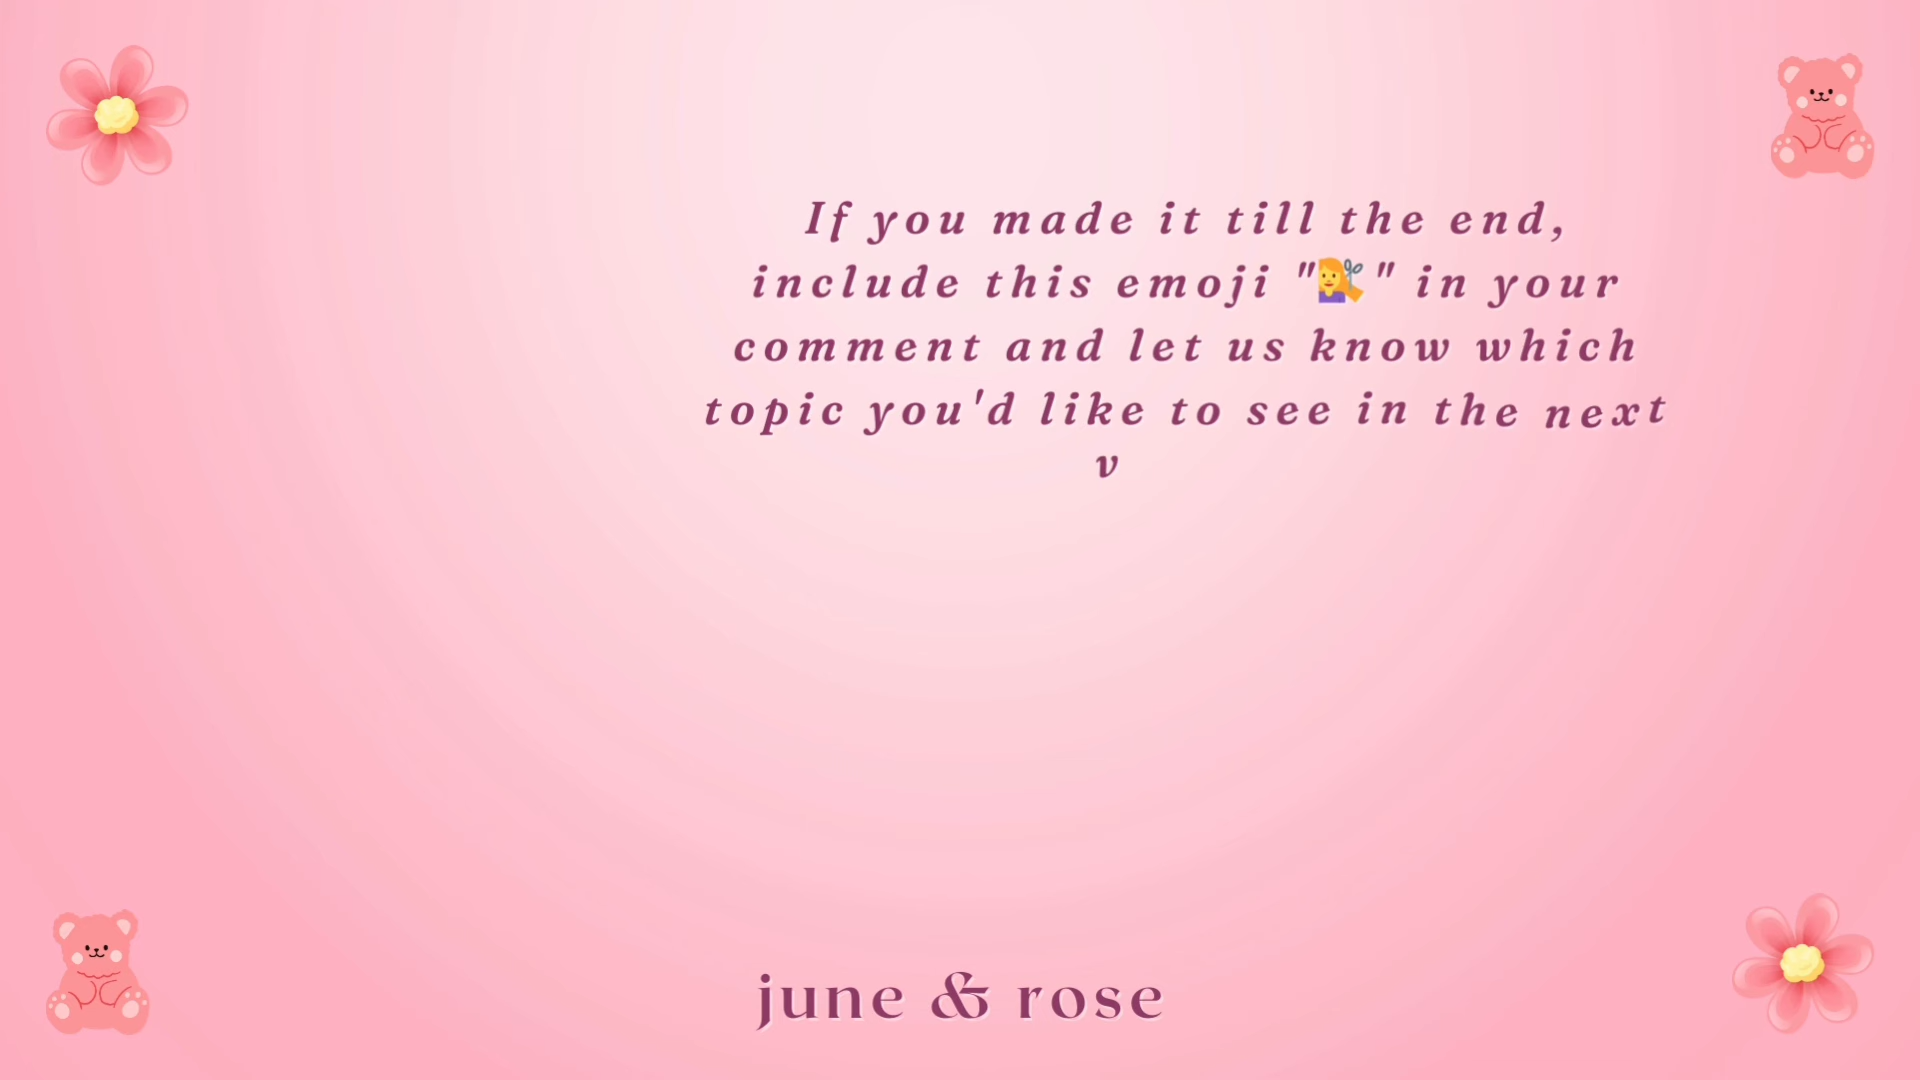 If you made it till the end,
include this emoji "💇‍♀️" in your
comment and let us know which
topic you'd like to see in the next
v
june & rose